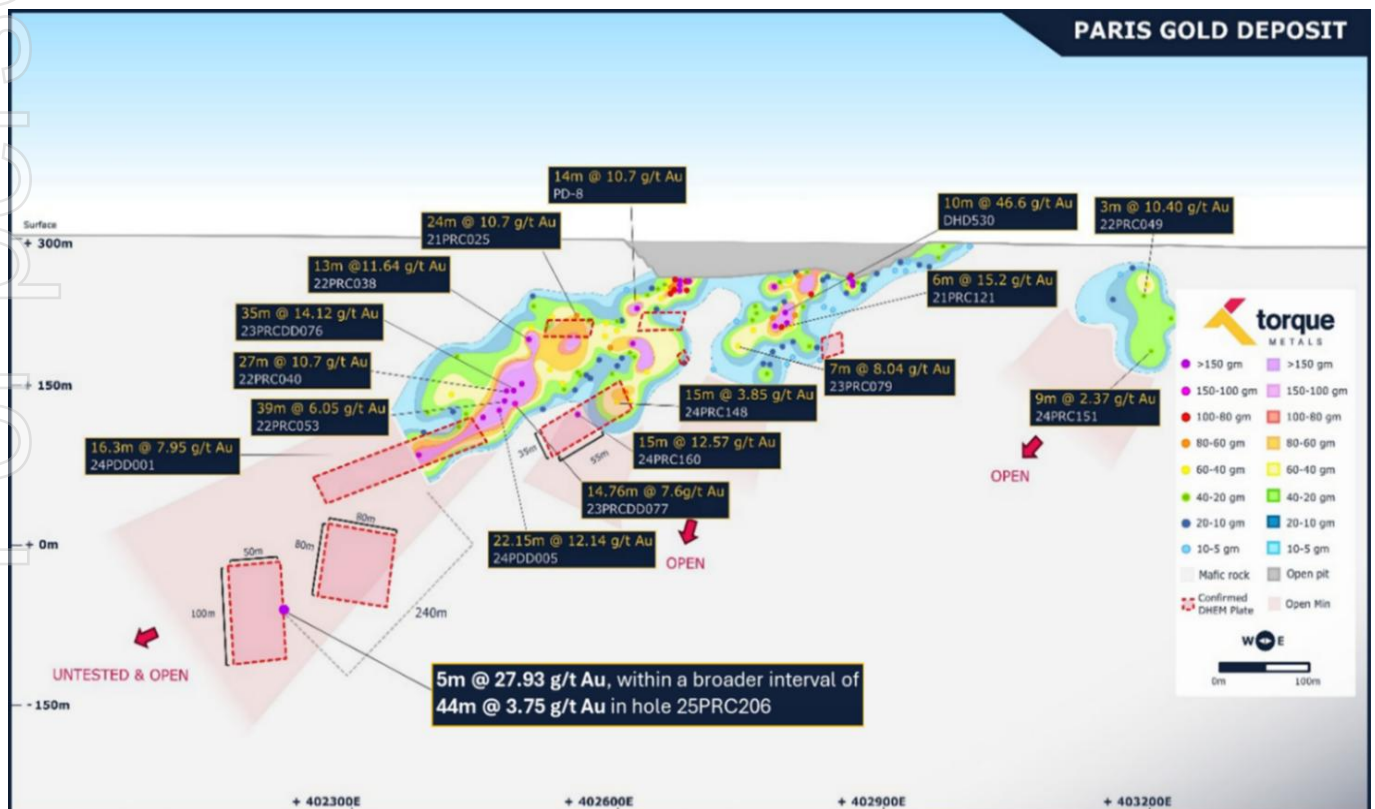 PARIS GOLD DEPOSIT
14m @ 10.7 g/t Au
PD-8
10m @ 46.6 g/t Au
DHD530
3m @ 10.40 g/t Au
22PRC049
24m @ 10.7 g/t Au
21PRC025
Surface
+ 300m
13m @11.64 g/t Au
22PRC038
6m @ 15.2 g/t Au
21PRC121
35m @ 14.12 g/t Au
23PRCDD076
27m @ 10.7 g/t Au
22PRC040
+ 150m
7m @ 8.04 g/t Au
23PRC079
15m @ 3.85 g/t Au
24PRC148
9m @ 2.37 g/t Au
24PRC151
39m @ 6.05 g/t Au
22PRC053
16.3m @ 7.95 g/t Au
24PDD001
15m @ 12.57 g/t Au
24PRC160
35m
55m
OPEN
14.76m @ 7.6g/t Au
23PRCDD077
22.15m @ 12.14 g/t Au
24PDD005
OPEN
+ 0m
80m
80m
50m
100m
240m
UNTESTED & OPEN
5m @ 27.93 g/t Au, within a broader interval of
44m @ 3.75 g/t Au in hole 25PRC206
- 150m
+ 402300E
+ 402600E
+ 402900E
+ 403200E
torque
METALS
>150 gm >150 gm
150-100 gm 150-100 gm
100-80 gm 100-80 gm
80-60 gm 80-60 gm
60-40 gm 60-40 gm
40-20 gm 40-20 gm
20-10 gm 20-10 gm
10-5 gm 10-5 gm
Mafic rock Open pit
Confirmed
DHEM Plate Open Min
W E
0m 100m